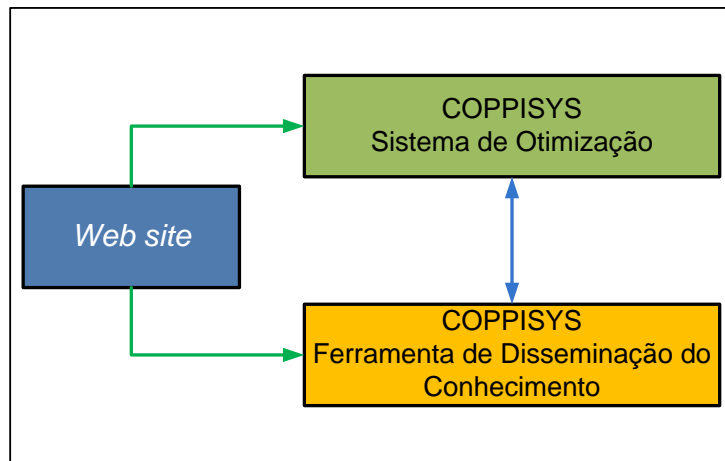 COPPISYS
Sistema de Otimização
Web site
COPPISYS
Ferramenta de Disseminação do
Conhecimento